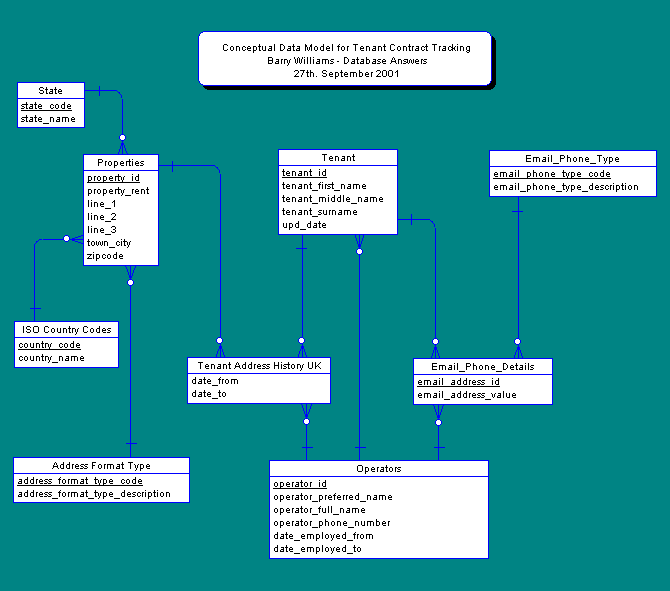 Conceptual Data Model for Tenant Contract Tracking
Barry Williams - Database Answers
27th. September 2001
State
state_code
state_name
Properties
property_id
property_rent
line_1
line_2
line_3
town_city
zipcode
Tenant
tenant_id
tenant_first_name
tenant_middle_name
tenant_surname
upd_date
Email_Phone_Type
email_phone_type_code
email_phone_type_description
ISO Country Codes
country_code
country_name
Tenant Address History UK
date_from
date_to
Email_Phone_Details
email_address_id
email_address_value
Address Format Type
address_format_type_code
address_format_type_description
Operators
operator_id
operator_preferred_name
operator_full_name
operator_phone_number
date_employed_from
date_employed_to